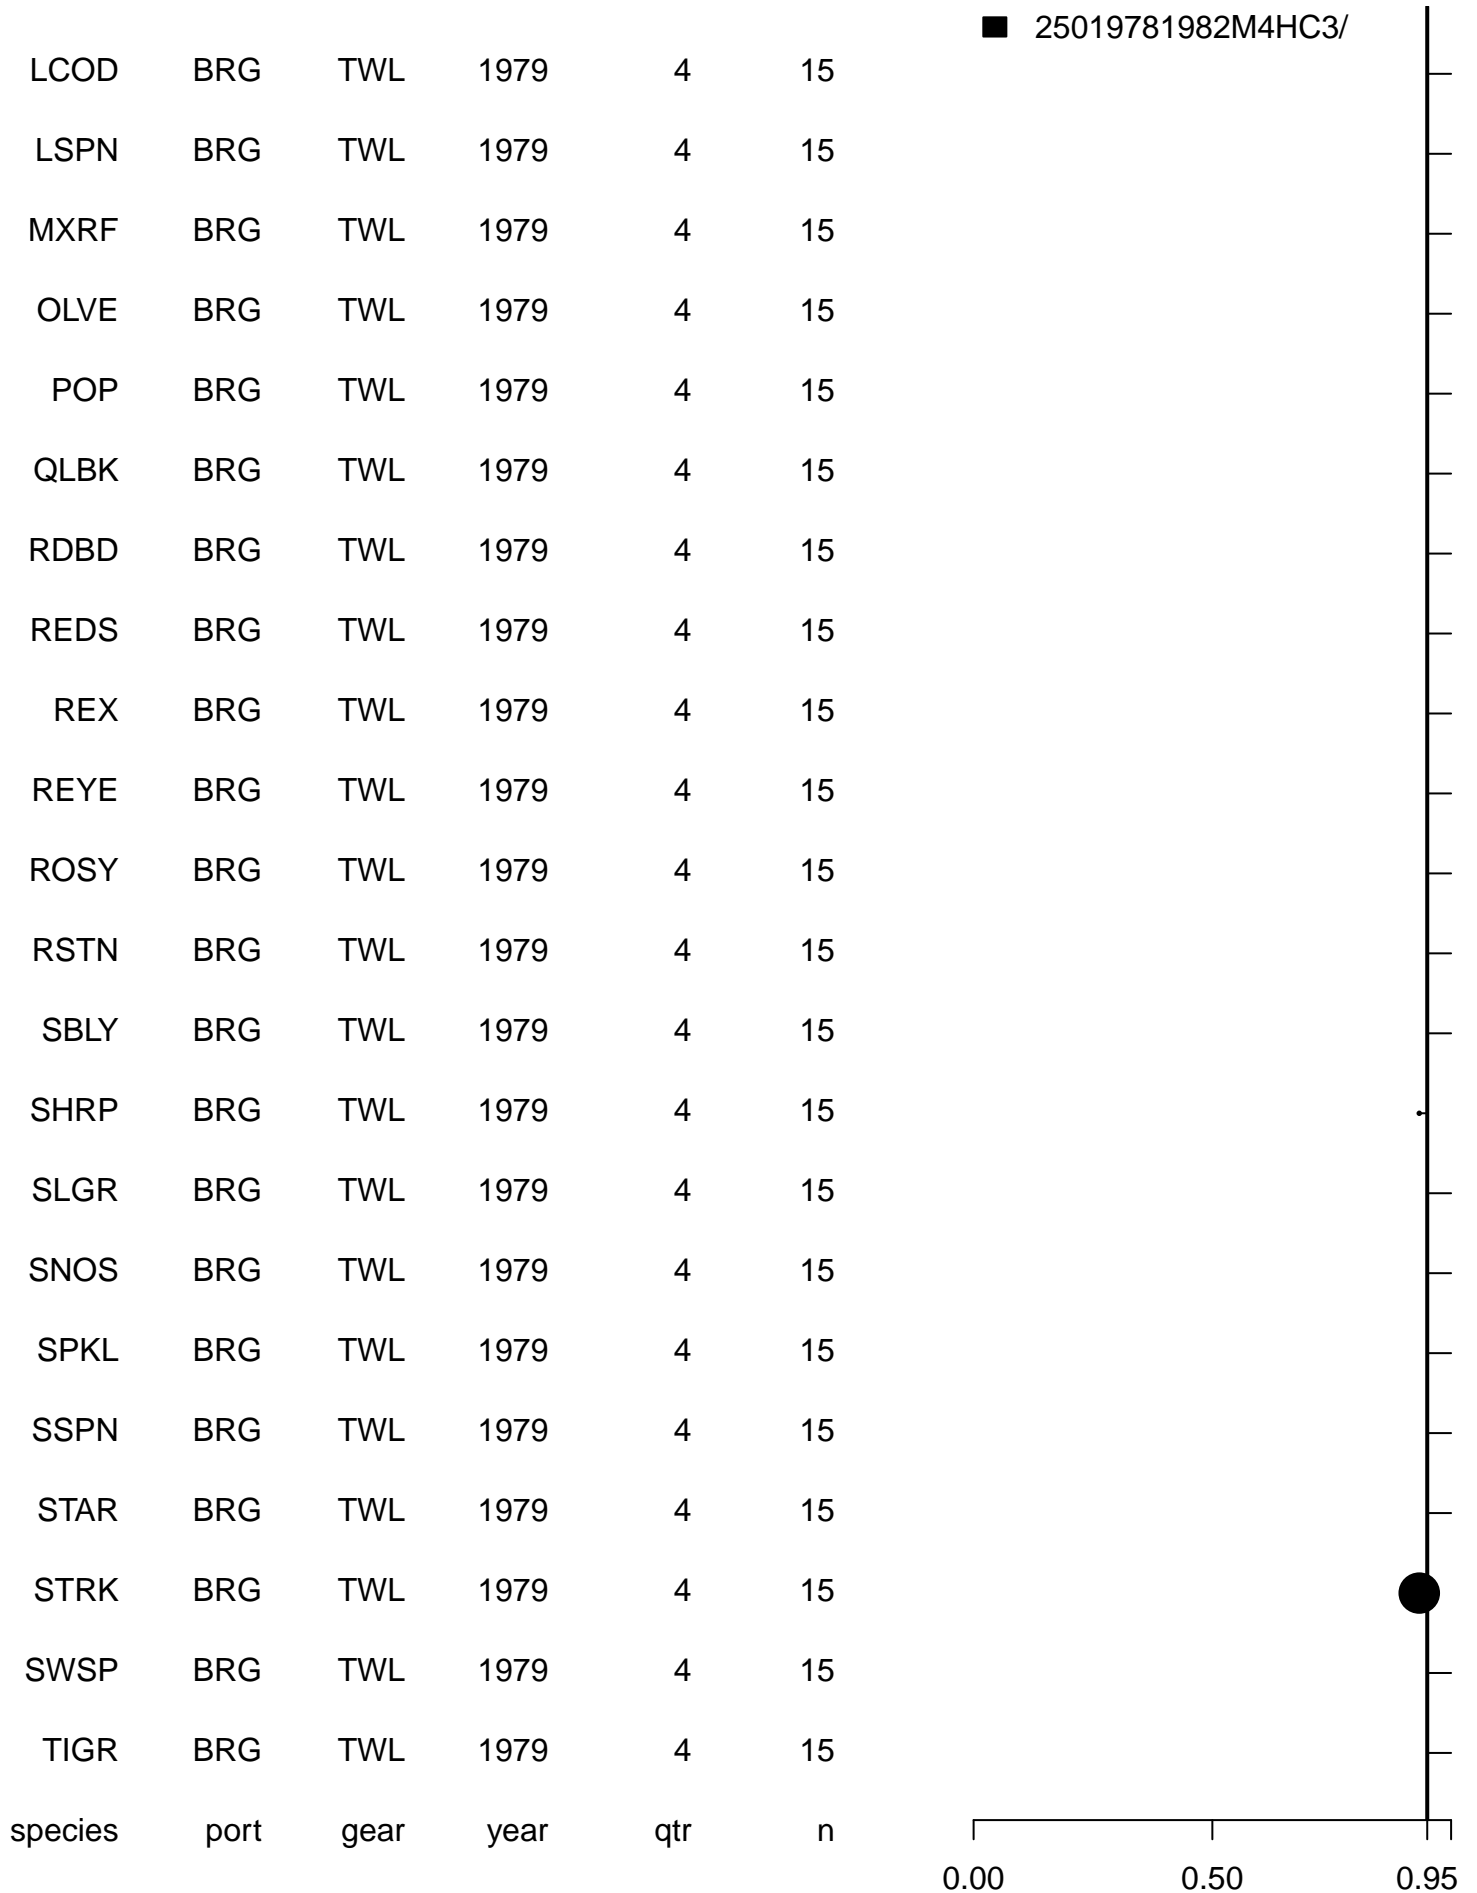 25019781982M4HC3/
LCOD BRG TWL 1979 4 15
LSPN BRG TWL 1979 4 15
MXRF BRG TWL 1979 4 15
OLVE BRG TWL 1979 4 15
POP BRG TWL 1979 4 15
QLBK BRG TWL 1979 4 15
RDBD BRG TWL 1979 4 15
REDS BRG TWL 1979 4 15
REX BRG TWL 1979 4 15
REYE BRG TWL 1979 4 15
ROSY BRG TWL 1979 4 15
RSTN BRG TWL 1979 4 15
SBLY BRG TWL 1979 4 15
SHRP BRG TWL 1979 4 15
SLGR BRG TWL 1979 4 15
SNOS BRG TWL 1979 4 15
SPKL BRG TWL 1979 4 15
SSPN BRG TWL 1979 4 15
STAR BRG TWL 1979 4 15
STRK BRG TWL 1979 4 15
SWSP BRG TWL 1979 4 15
TIGR BRG TWL 1979 4 15
species port gear year qtr n
0.00 0.50 0.95